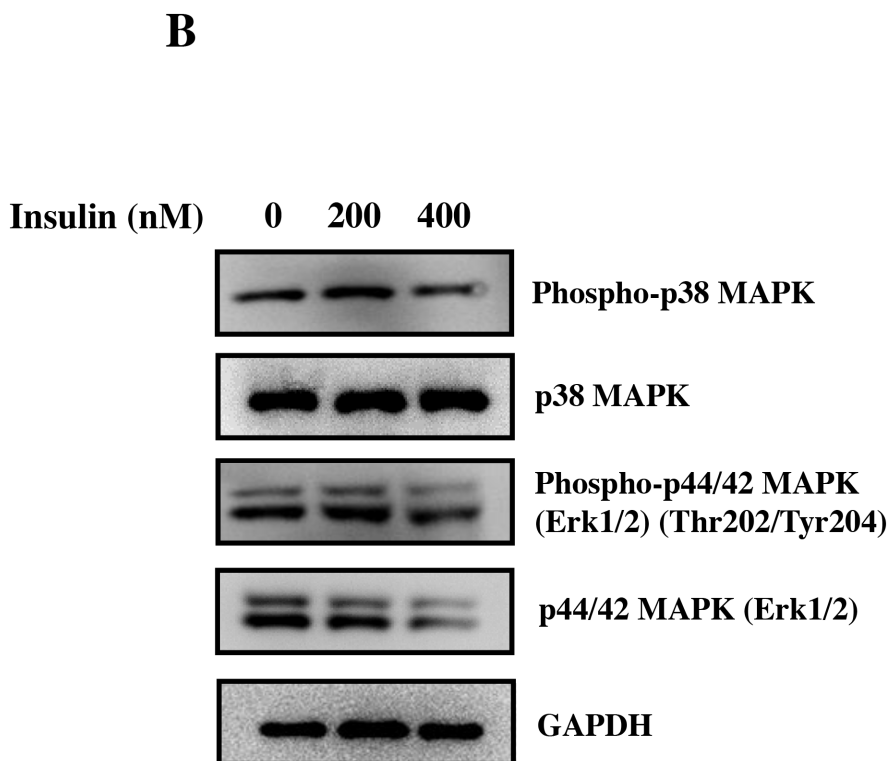 B
Insulin (nM) 0 200 400
Phospho-p38 MAPK
p38 MAPK
Phospho-p44/42 MAPK
(Erk1/2) (Thr202/Tyr204)
p44/42 MAPK (Erk1/2)
GAPDH